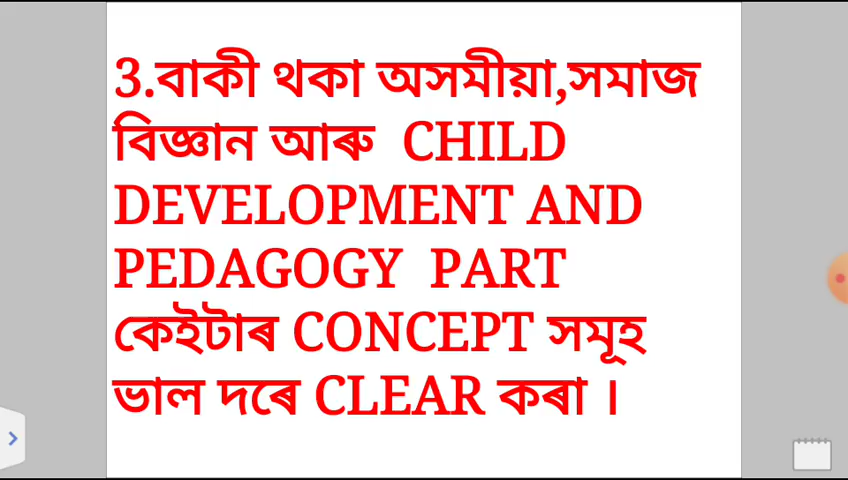 3.বাকী থকা অসমীয়া,সমাজ
বিজ্ঞান আৰু CHILD
DEVELOPMENT AND
PEDAGOGY PART
কেইটাৰ CONCEPT সমূহ
ভাল দৰে CLEAR কৰা ।